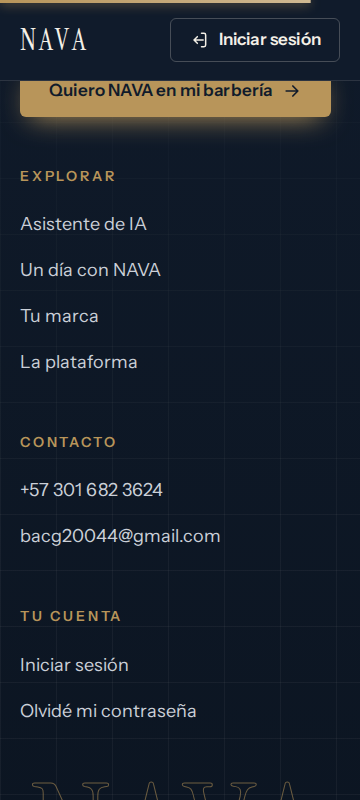 NAVA
Iniciar sesión
Quiero NAVA en mi barbería
EXPLORAR
Asistente de IA
Un día con NAVA
Tu marca
La plataforma
CONTACTO
+57 301 682 3624
bacg20044@gmail.com
TU CUENTA
Iniciar sesión
Olvidé mi contraseña
NAVA